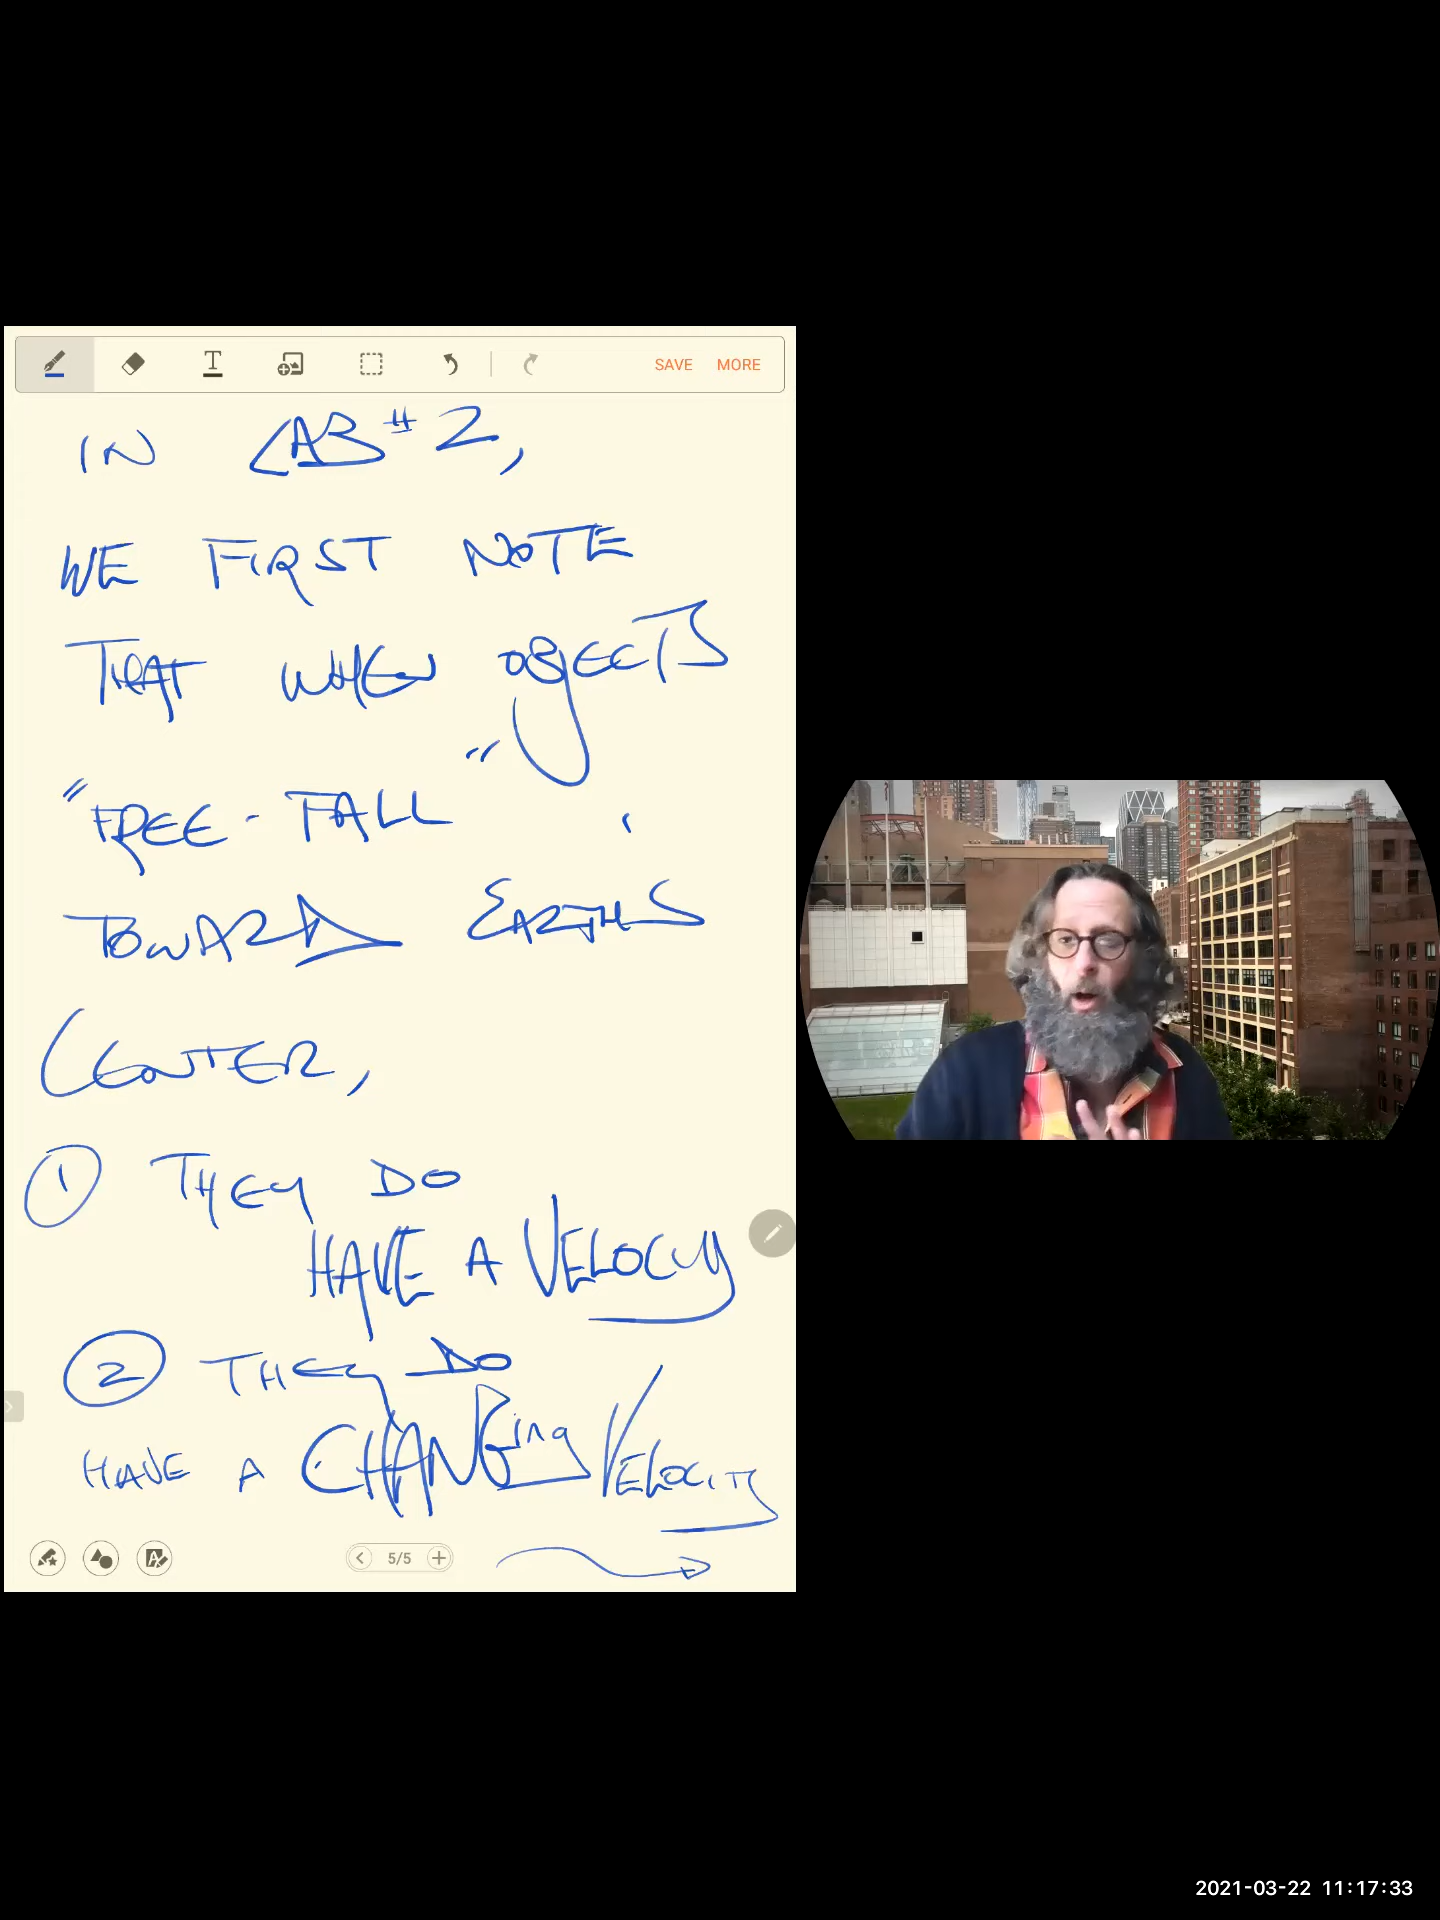 T
SAVE MORE
IN LAB #2,
WE FIRST NOTE
THAT WHEN OBJECTS
"FREE-FALL"
TOWARD EARTH'S
CENTER,
1 THEY DO
HAVE A VELOCITY
2 THEY DO
HAVE A CHANGing VELOCITY
A
5/5
2021-03-22 11:17:33